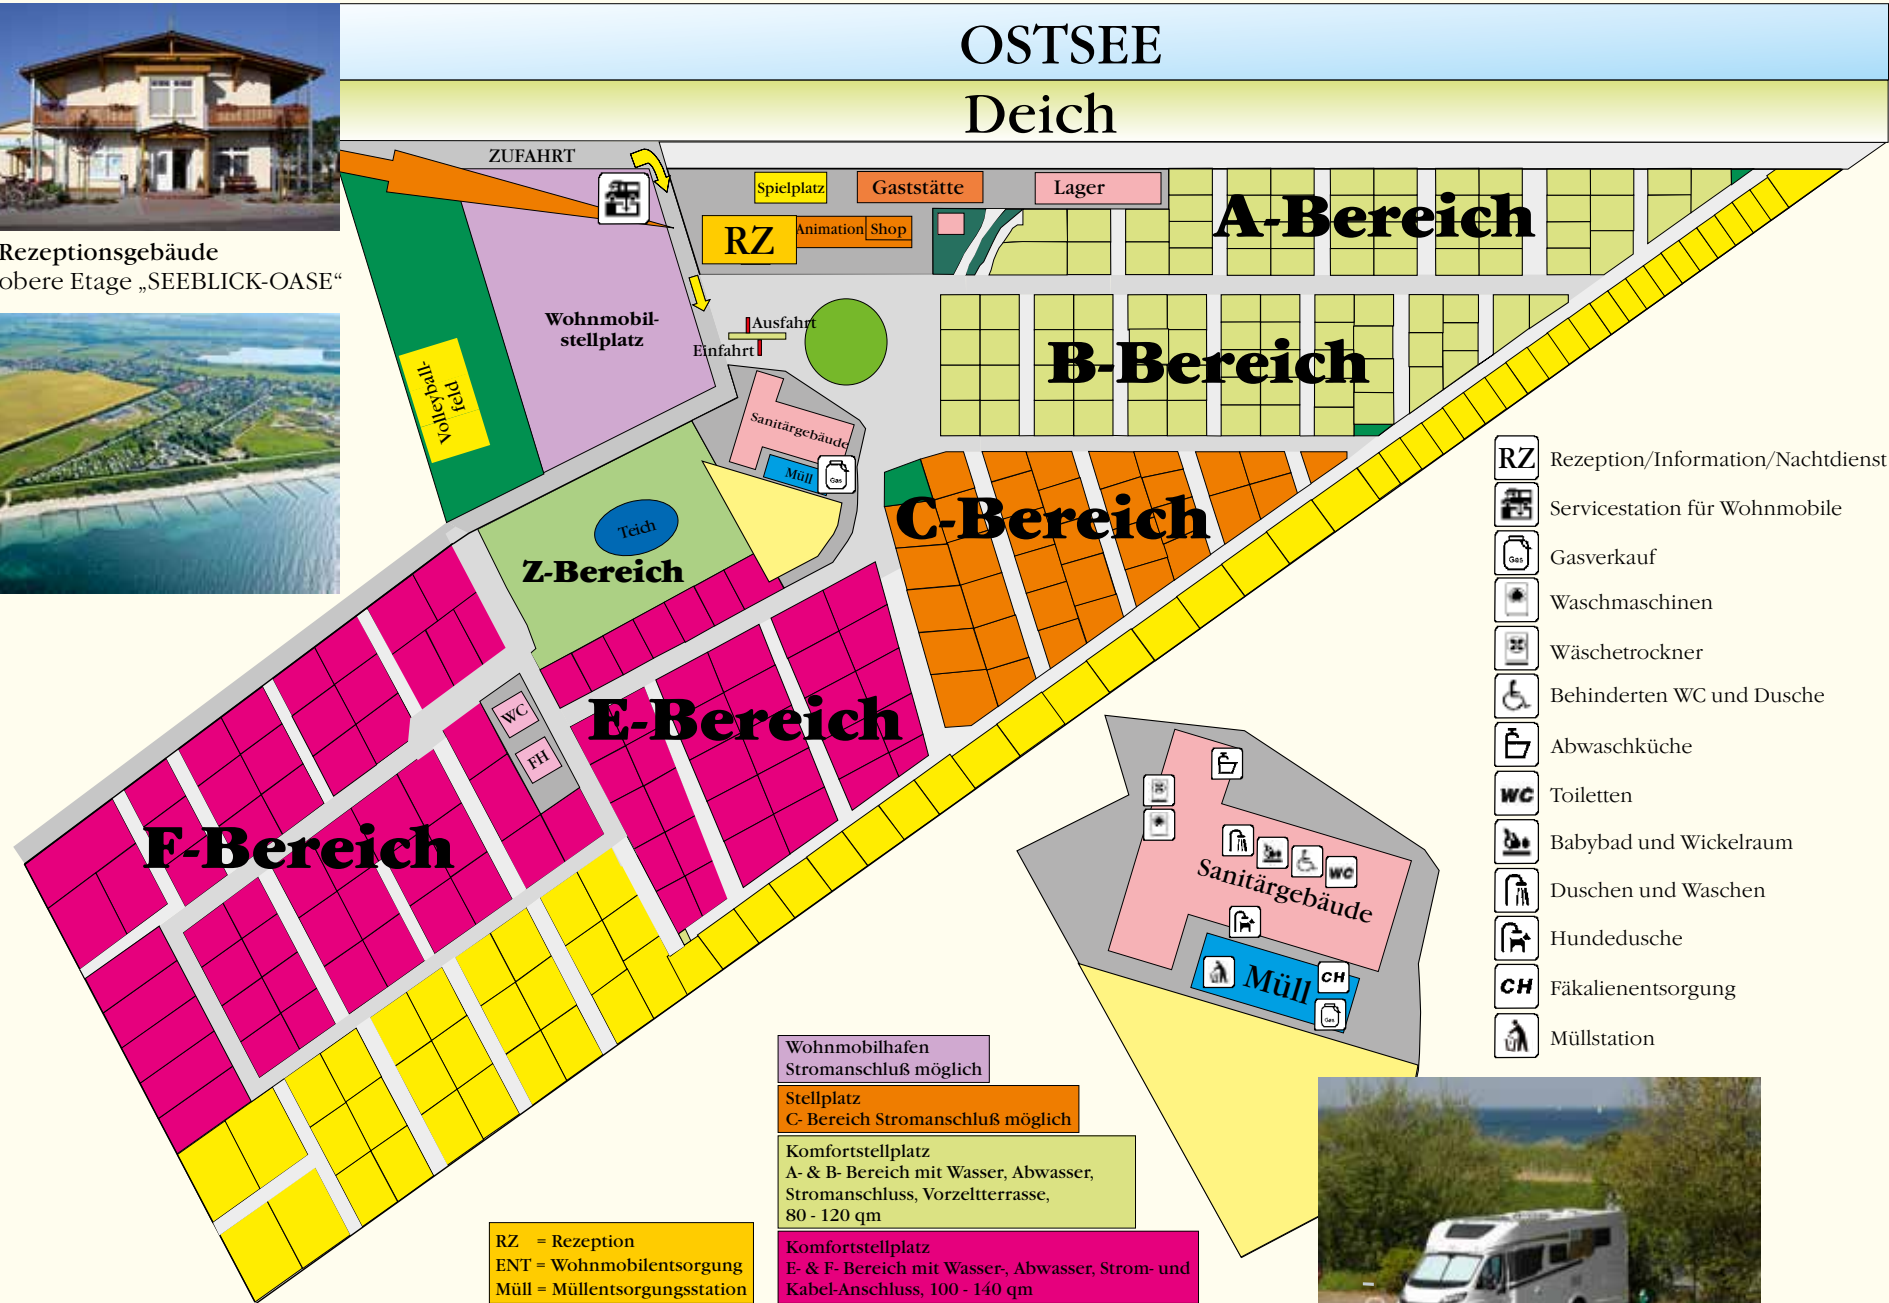 OSTSEE
Deich
ZUFAHRT
Spielplatz
Gaststätte
Lager
A-Bereich
RZ
Animation
Shop
Rezeptionsgebäude
obere Etage „SEEBLICK-OASE“
Wohnmobil-
stellplatz
Ausfahrt
Einfahrt
B-Bereich
Volleyball-
feld
Sanitärgebäude
Müll
Gas
C-Bereich
Teich
Z-Bereich
E-Bereich
WC
FH
F-Bereich
RZ Rezeption/Information/Nachtdienst
Servicestation für Wohnmobile
Gas Gasverkauf
Waschmaschinen
Wäschetrockner
Behinderten WC und Dusche
Abwaschküche
WC Toiletten
Babybad und Wickelraum
Duschen und Waschen
Hundedusche
CH Fäkalienentsorgung
Müllstation
WC
Sanitärgebäude
Müll
CH
Gas
Wohnmobilhafen
Stromanschluß möglich
Stellplatz
C- Bereich Stromanschluß möglich
Komfortstellplatz
A- & B- Bereich mit Wasser, Abwasser,
Stromanschluss, Vorzeltterrasse,
80 - 120 qm
Komfortstellplatz
E- & F- Bereich mit Wasser-, Abwasser, Strom- und
Kabel-Anschluss, 100 - 140 qm
RZ = Rezeption
ENT = Wohnmobilentsorgung
Müll = Müllentsorgungsstation